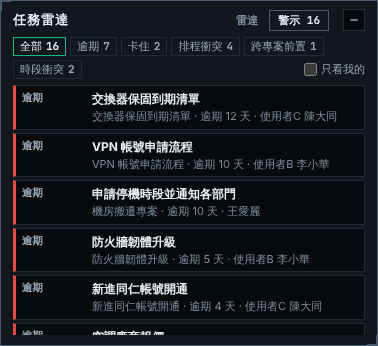 任務雷達 雷達 警示 16 −
全部 16 逾期 7 卡住 2 排程衝突 4 跨專案前置 1
時段衝突 2 只看我的
逾期 交換器保固到期清單
交換器保固到期清單 · 逾期 12 天 · 使用者C 陳大同
逾期 VPN 帳號申請流程
VPN 帳號申請流程 · 逾期 10 天 · 使用者B 李小華
逾期 申請停機時段並通知各部門
機房搬遷專案 · 逾期 10 天 · 王愛麗
逾期 防火牆韌體升級
防火牆韌體升級 · 逾期 5 天 · 使用者B 李小華
逾期 新進同仁帳號開通
新進同仁帳號開通 · 逾期 4 天 · 使用者C 陳大同
逾期